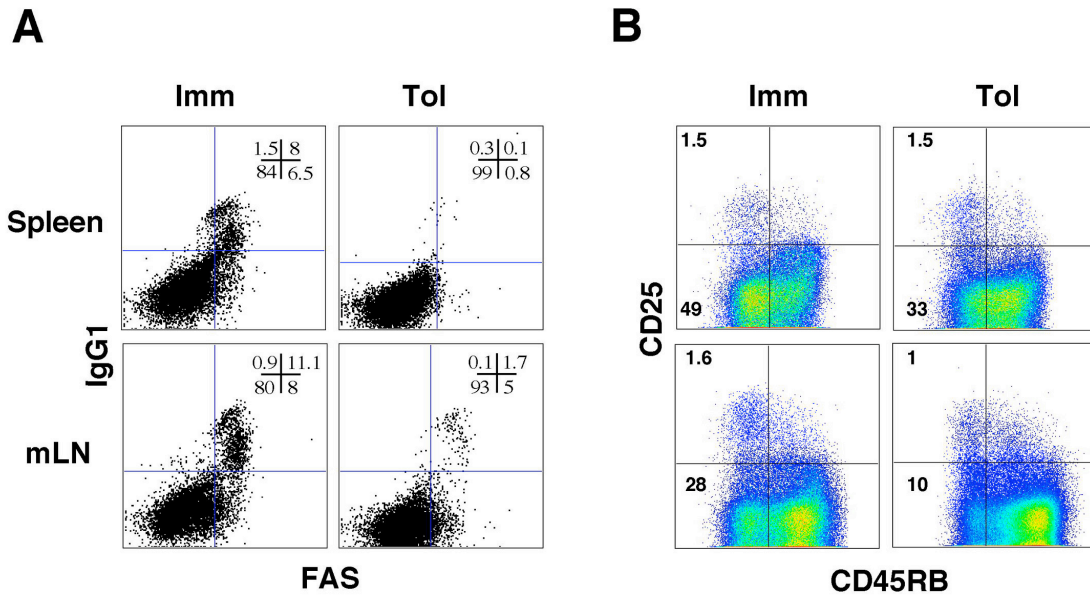 A
B
Imm
Tol
Imm
Tol
Spleen
mLN
IgG1
FAS
1.5 8
84 6.5
0.3 0.1
99 0.8
0.9 11.1
80 8
0.1 1.7
93 5
CD25
CD45RB
1.5
49
1.5
33
1.6
28
1
10